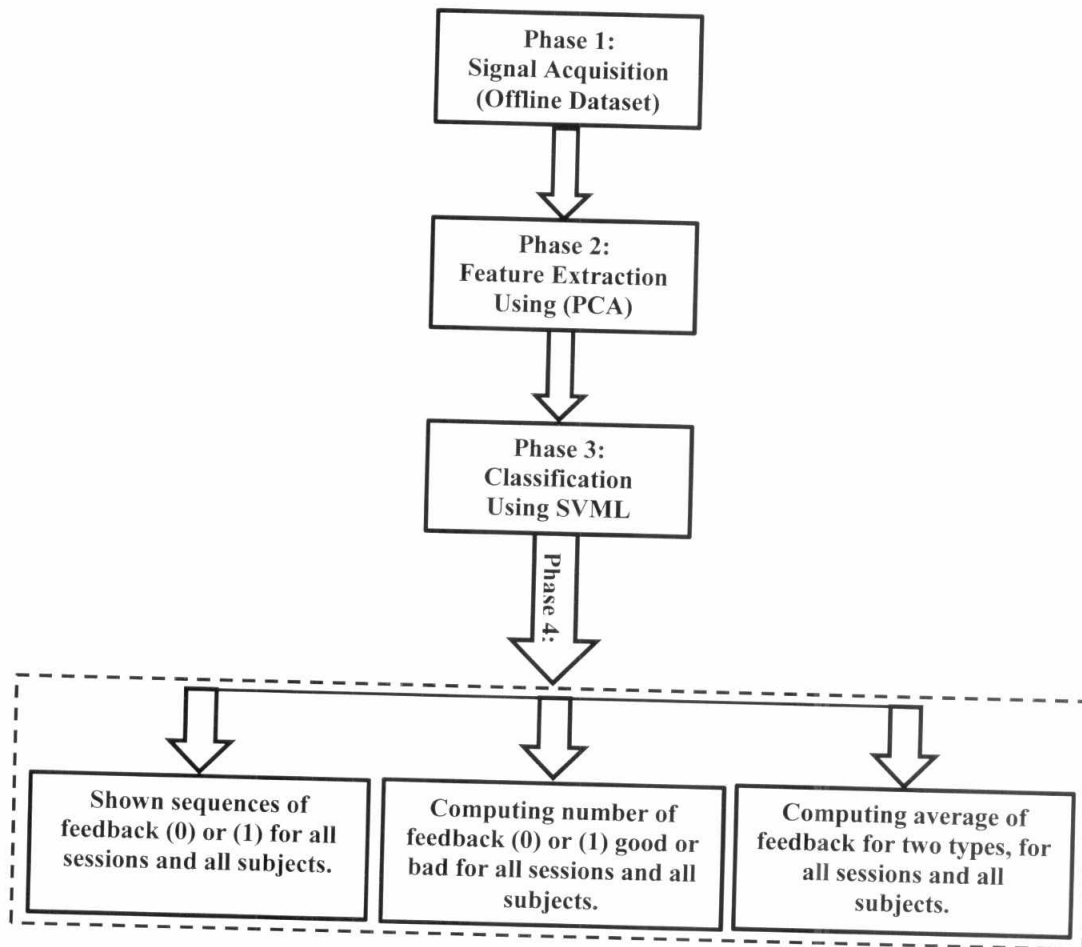 Phase 1:
Signal Acquisition
(Offline Dataset)
Phase 2:
Feature Extraction
Using (PCA)
Phase 3:
Classification
Using SVML
Phase 4:
Shown sequences of
feedback (0) or (1) for all
sessions and all subjects.
Computing number of
feedback (0) or (1) good or
bad for all sessions and all
subjects.
Computing average of
feedback for two types, for
all sessions and all
subjects.